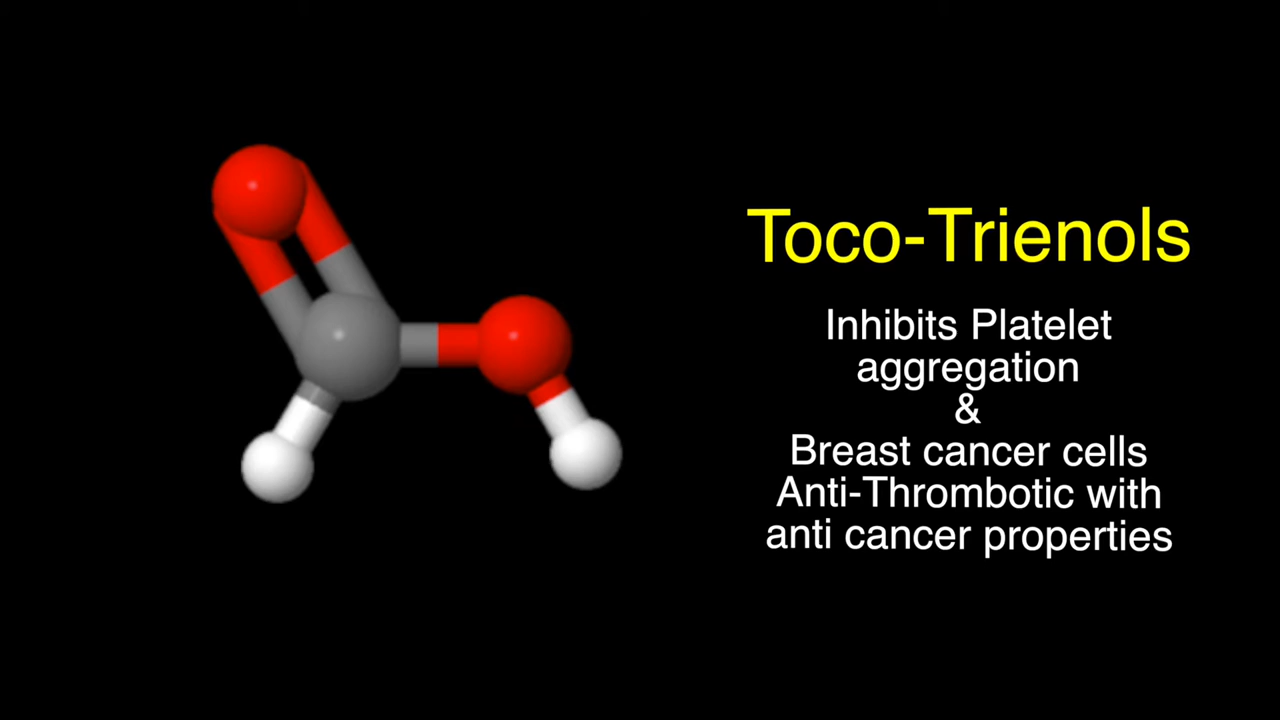 Toco-Trienols
Inhibits Platelet
aggregation
&
Breast cancer cells
Anti-Thrombotic with
anti cancer properties